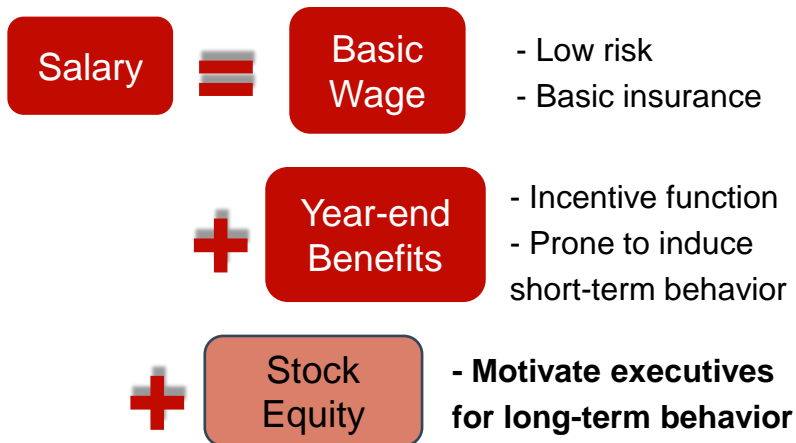 Salary = Basic Wage
- Low risk
- Basic insurance
+ Year-end Benefits
- Incentive function
- Prone to induce
short-term behavior
+ Stock Equity
- Motivate executives
for long-term behavior